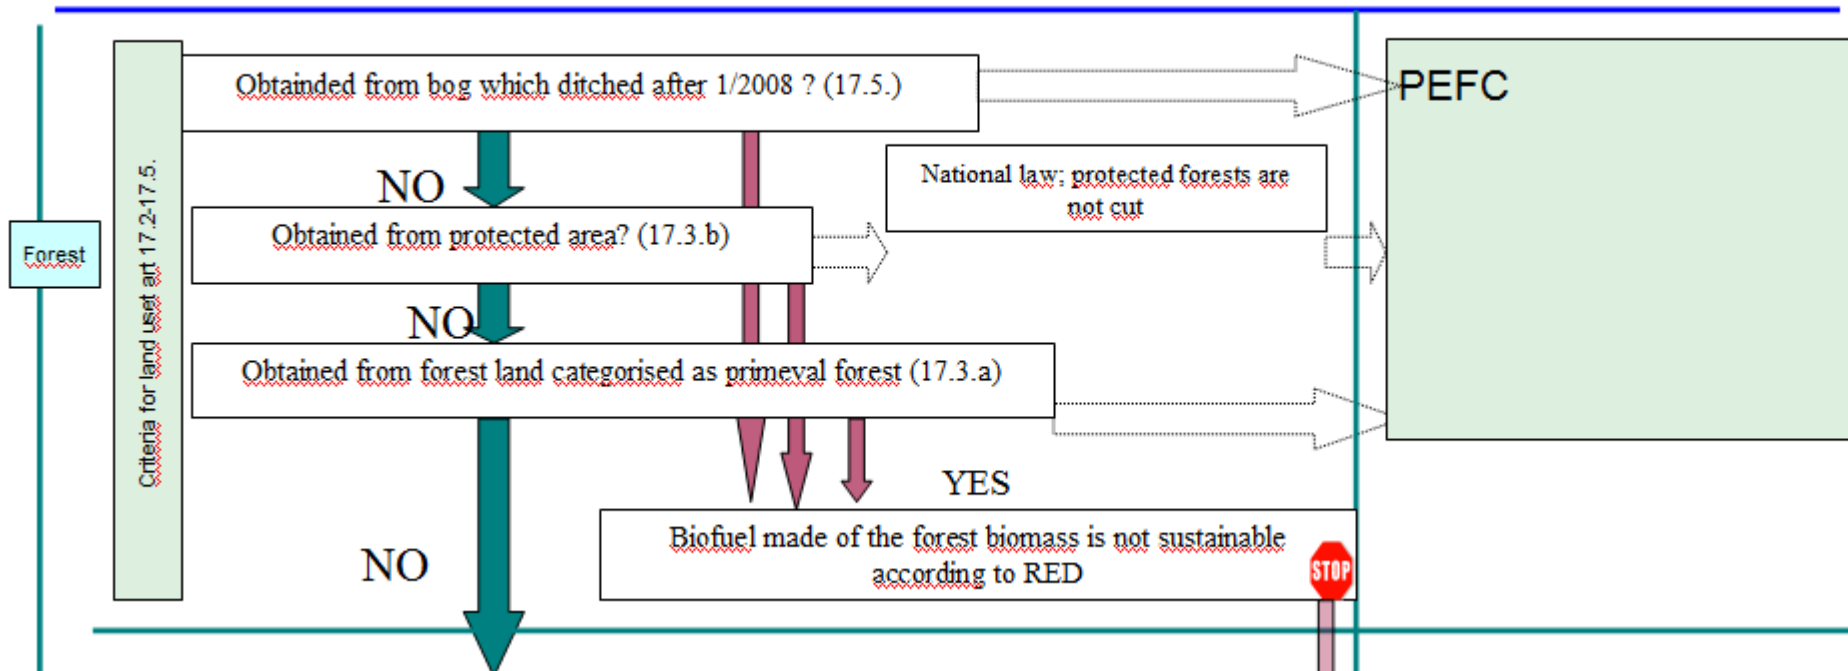 Obtainded from bog which ditched after 1/2008 ? (17.5.)
PEFC
NO
National law; protected forests are
not cut
Obtained from protected area? (17.3.b)
Forest
Criteria for land uset art 17.2-17.5.
NO
Obtained from forest land categorised as primeval forest (17.3.a)
YES
Biofuel made of the forest biomass is not sustainable
according to RED
STOP
NO